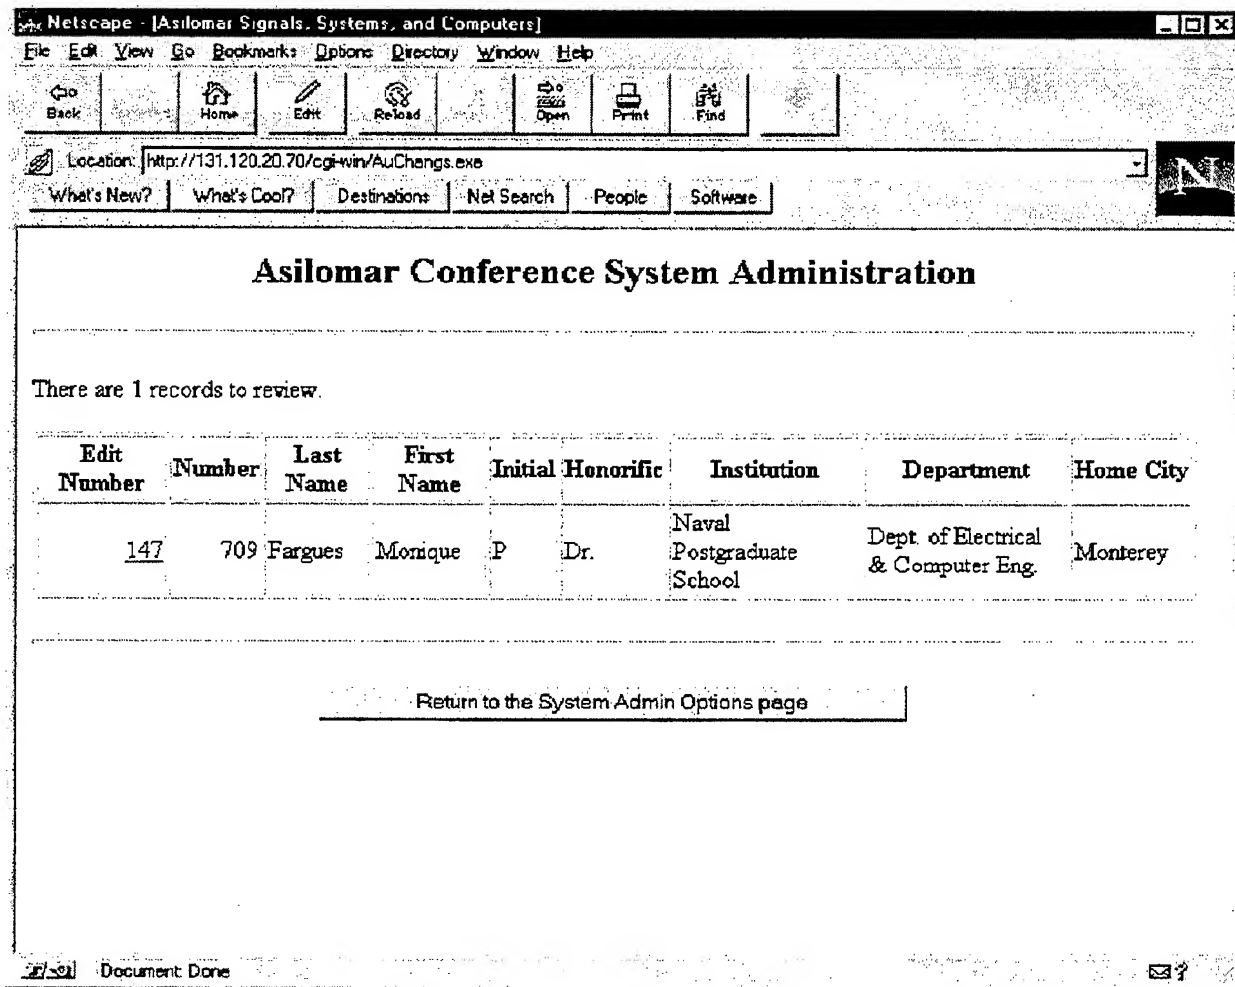 Netscape - [Asilomar Signals, Systems, and Computers]
File Edit View Go Bookmarks Options Directory Window Help
Back Home Edit Reload Open Print Find
Location: http://131.120.20.70/cgi-win/AuChangs.exe
N
What's New? What's Cool? Destinations Net Search People Software
Asilomar Conference System Administration
There are 1 records to review.
Edit Number Number Last Name First Name Initial Honorific Institution Department Home City
147 709 Fargues Monique P Dr. Naval Postgraduate School Dept. of Electrical & Computer Eng. Monterey
Return to the System Admin Options page
Document: Done